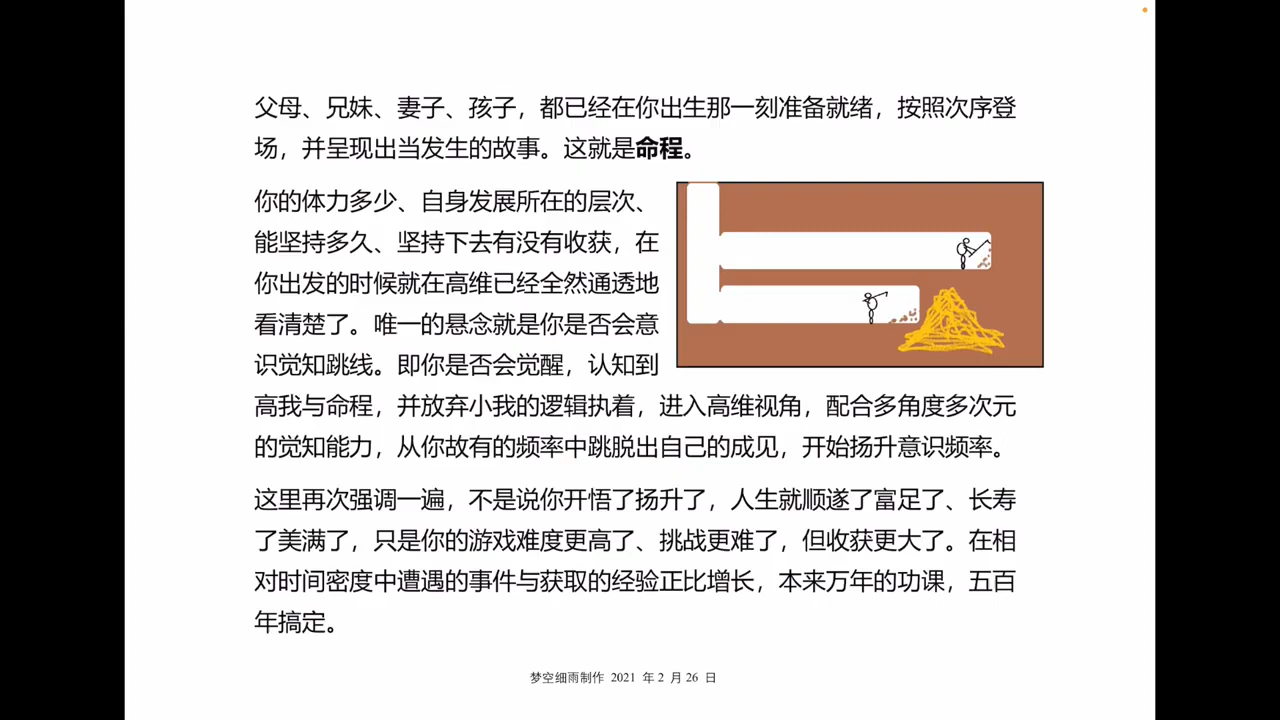 父母、兄妹、妻子、孩子，都已经在你出生那一刻准备就绪，按照次序登
场，并呈现出当发生的故事。这就是命程。
你的体力多少、自身发展所在的层次、
能坚持多久、坚持下去有没有收获，在
你出发的时候就在高维已经全然通透地
看清楚了。唯一的悬念就是你是否会意
识觉知跳线。即你是否会觉醒，认知到
高我与命程，并放弃小我的逻辑执着，进入高维视角，配合多角度多次元
的觉知能力，从你故有的频率中跳脱出自己的成见，开始扬升意识频率。
这里再次强调一遍，不是说你开悟了扬升了，人生就顺遂了富足了、长寿
了美满了，只是你的游戏难度更高了、挑战更难了，但收获更大了。在相
对时间密度中遭遇的事件与获取的经验正比增长，本来万年的功课，五百
年搞定。
梦空细雨制作 2021 年 2 月 26 日